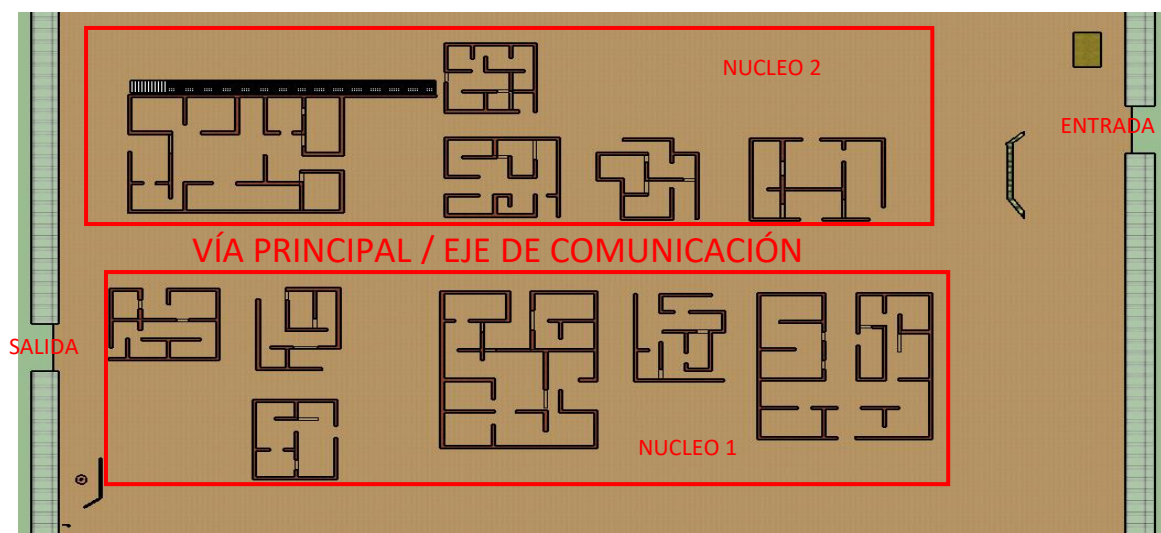 NUCLEO 2
ENTRADA
VÍA PRINCIPAL / EJE DE COMUNICACIÓN
SALIDA
NUCLEO 1